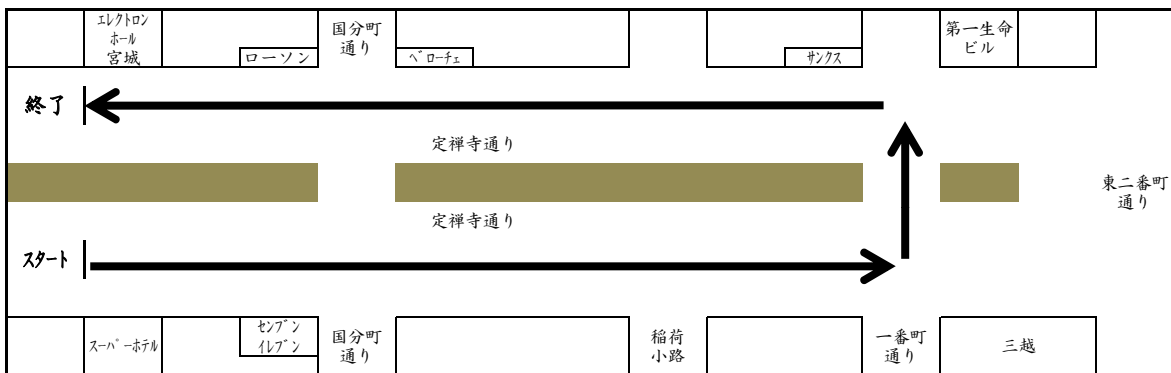 エレクトロン
ホール
宮城
ローソン
国分町
通り
ベローチェ
サンクス
第一生命
ビル
終了
定禅寺通り
東二番町
通り
定禅寺通り
スタート
スーパーホテル
センブン
イレブン
国分町
通り
稲荷
小路
一番町
通り
三越